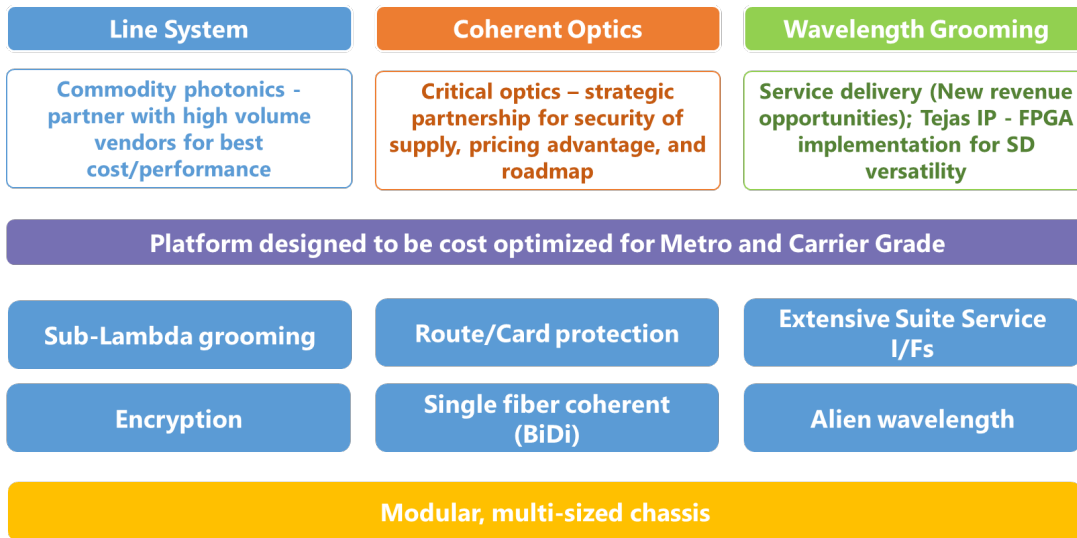 Line System
Coherent Optics
Wavelength Grooming
Commodity photonics -
partner with high volume
vendors for best
cost/performance
Critical optics – strategic
partnership for security of
supply, pricing advantage, and
roadmap
Service delivery (New revenue
opportunities); Tejas IP - FPGA
implementation for SD
versatility
Platform designed to be cost optimized for Metro and Carrier Grade
Sub-Lambda grooming
Route/Card protection
Extensive Suite Service
I/Fs
Encryption
Single fiber coherent
(BiDi)
Alien wavelength
Modular, multi-sized chassis